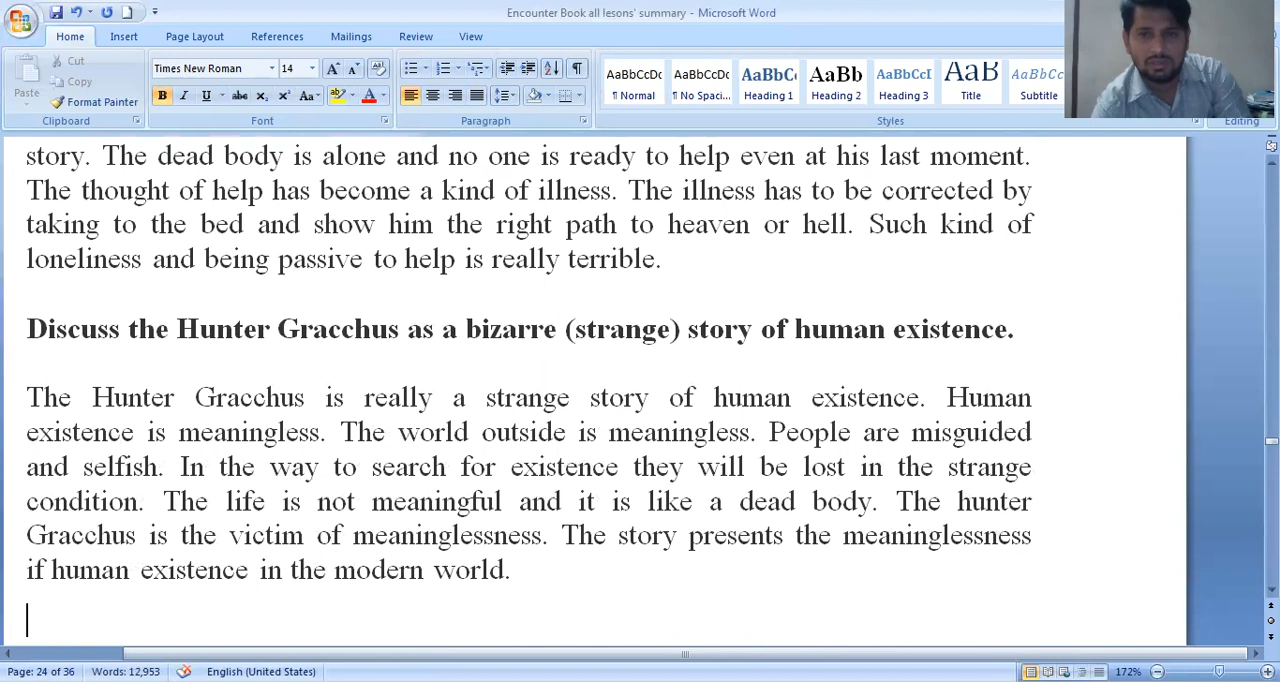 Encounter Book all lesons' summary - Microsoft Word
Home Insert Page Layout References Mailings Review View
Cut
Copy
Paste
Format Painter
Clipboard
Times New Roman 14
Font
Paragraph
AaBbCcDc AaBbCcDc AaBbC AaBb AaBbCcI AaB AaBbCcL
¶ Normal ¶ No Spaci... Heading 1 Heading 2 Heading 3 Title Subtitle
Styles
Editing
story. The dead body is alone and no one is ready to help even at his last moment.
The thought of help has become a kind of illness. The illness has to be corrected by
taking to the bed and show him the right path to heaven or hell. Such kind of
loneliness and being passive to help is really terrible.
Discuss the Hunter Gracchus as a bizarre (strange) story of human existence.
The Hunter Gracchus is really a strange story of human existence. Human
existence is meaningless. The world outside is meaningless. People are misguided
and selfish. In the way to search for existence they will be lost in the strange
condition. The life is not meaningful and it is like a dead body. The hunter
Gracchus is the victim of meaninglessness. The story presents the meaninglessness
if human existence in the modern world.
Page: 24 of 36 Words: 12,953 English (United States) 172%